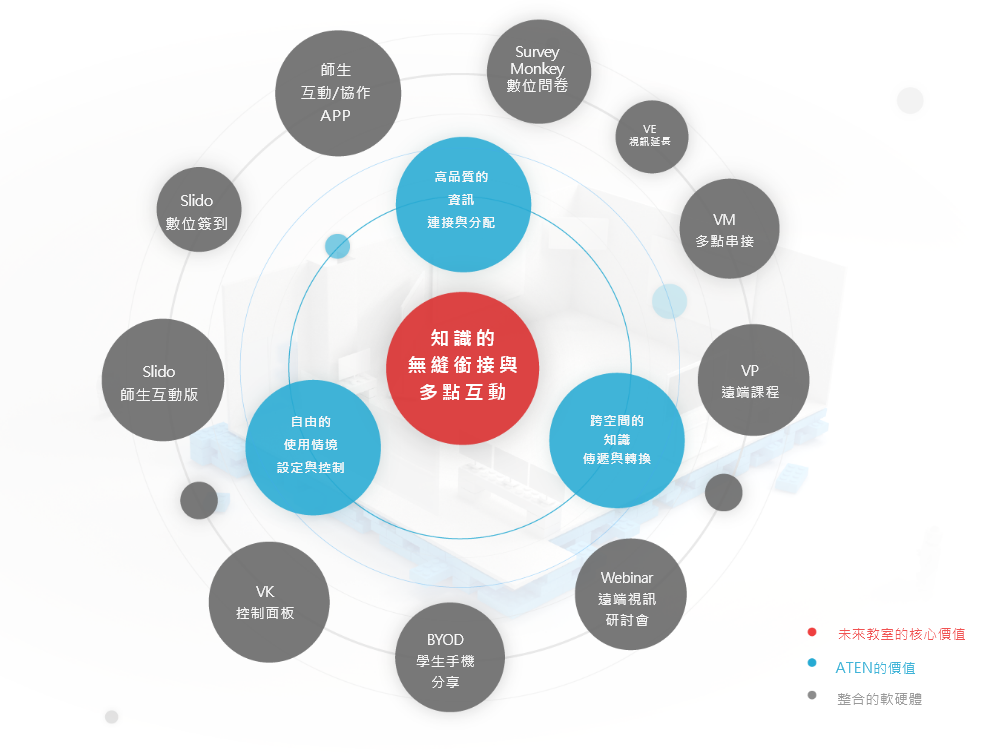 師生
互動/協作
APP
Survey
Monkey
數位問卷
VE
視訊延長
Slido
數位簽到
高品質的
資訊
連接與分配
VM
多點串接
知識的
無縫銜接與
多點互動
Slido
師生互動版
VP
遠端課程
自由的
使用情境
設定與控制
跨空間的
知識
傳遞與轉換
VK
控制面板
Webinar
遠端視訊
研討會
BYOD
學生手機
分享
未來教室的核心價值
ATEN的價值
整合的軟硬體